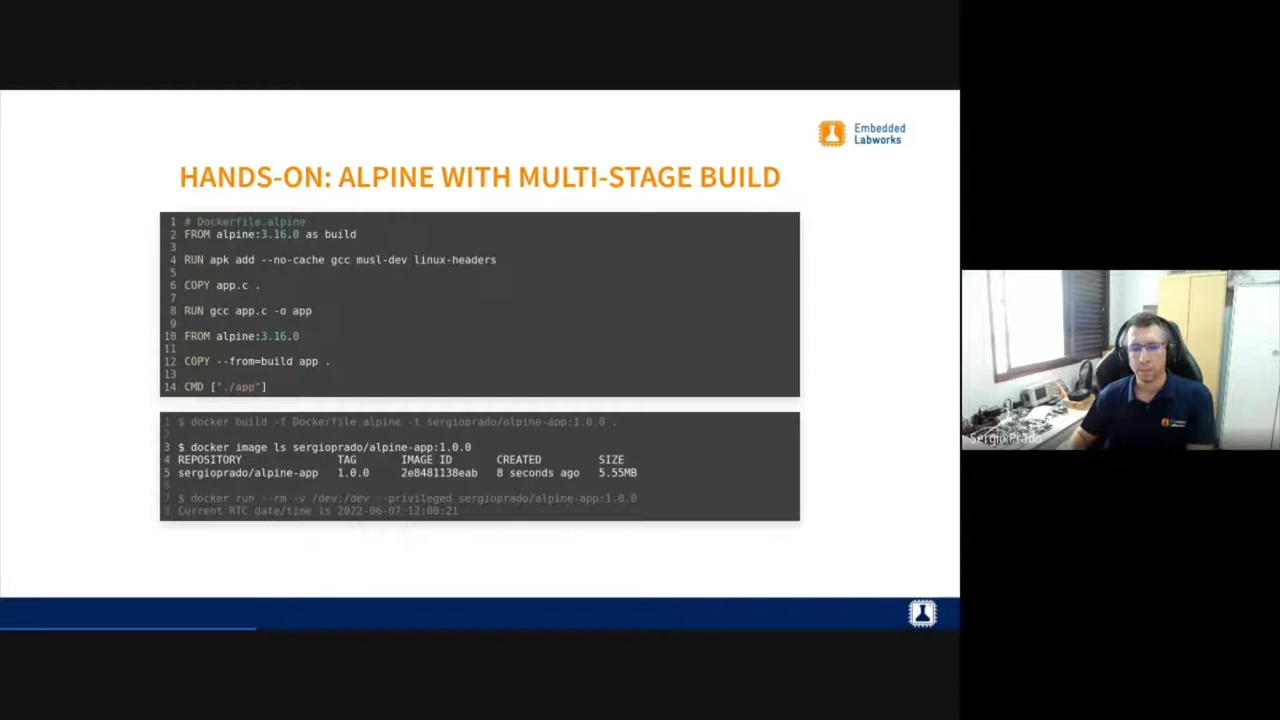 Embedded
Labworks
HANDS-ON: ALPINE WITH MULTI-STAGE BUILD
1 # Dockerfile.alpine
2 FROM alpine:3.16.0 as build
3
4 RUN apk add --no-cache gcc musl-dev linux-headers
5
6 COPY app.c .
7
8 RUN gcc app.c -o app
9
10 FROM alpine:3.16.0
11
12 COPY --from=build app .
13
14 CMD ["./app"]
1 $ docker build -f Dockerfile.alpine -t sergioprado/alpine-app:1.0.0 .
2
3 $ docker image ls sergioprado/alpine-app:1.0.0
4 REPOSITORY TAG IMAGE ID CREATED SIZE
5 sergioprado/alpine-app 1.0.0 2e8481138eab 8 seconds ago 5.55MB
6
7 $ docker run --rm -v /dev:/dev --privileged sergioprado/alpine-app:1.0.0
8 Current RTC date/time is 2022-06-07 12:00:21
Sergio Prado